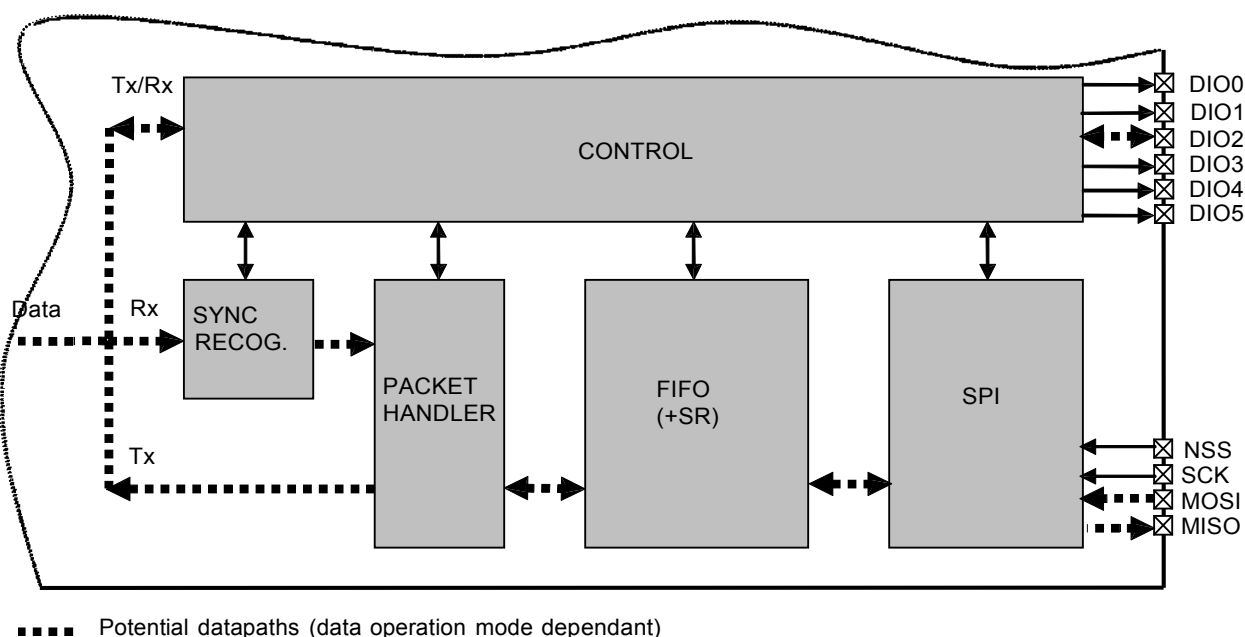 Tx/Rx
CONTROL
DIO0
DIO1
DIO2
DIO3
DIO4
DIO5
Data
Rx
SYNC
RECOG.
PACKET
HANDLER
FIFO
(+SR)
SPI
Tx
NSS
SCK
MOSI
MISO
Potential datapaths (data operation mode dependant)